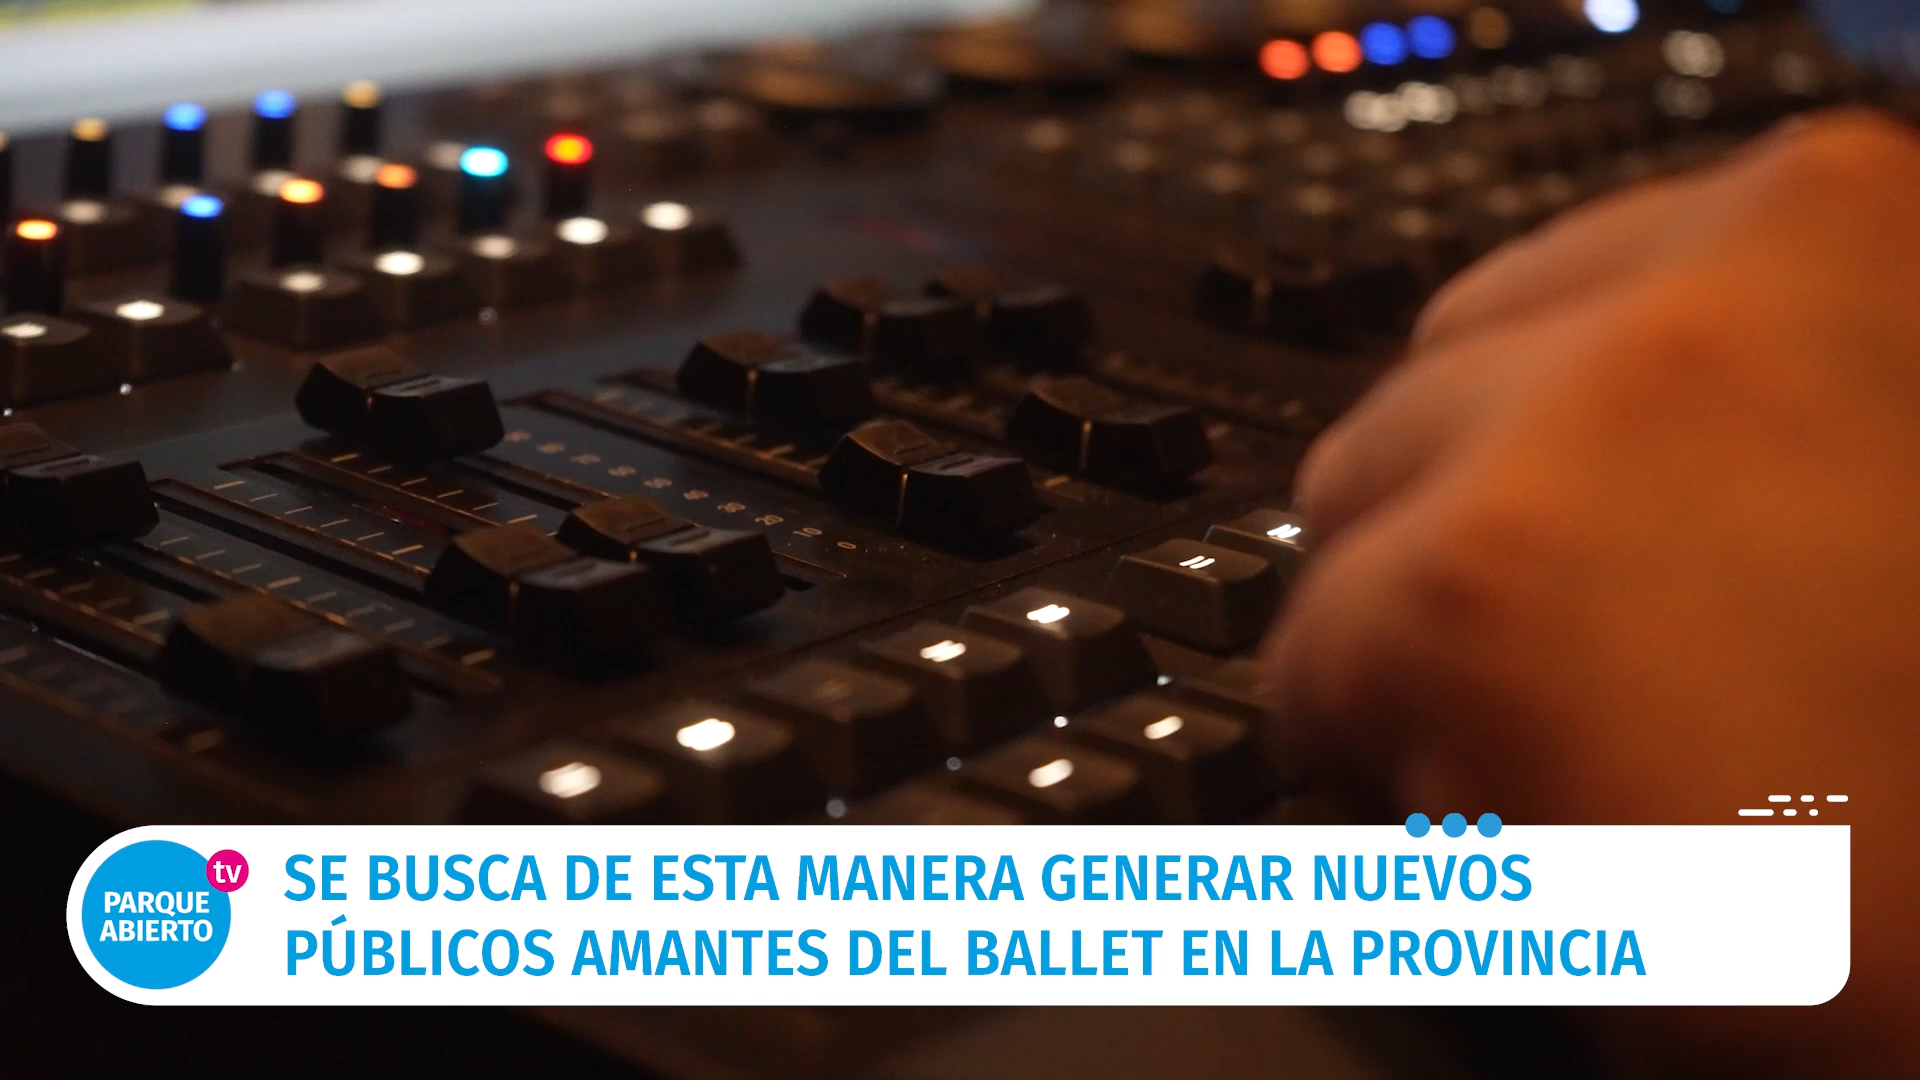 PARQUE
ABIERTO
tv
SE BUSCA DE ESTA MANERA GENERAR NUEVOS
PÚBLICOS AMANTES DEL BALLET EN LA PROVINCIA